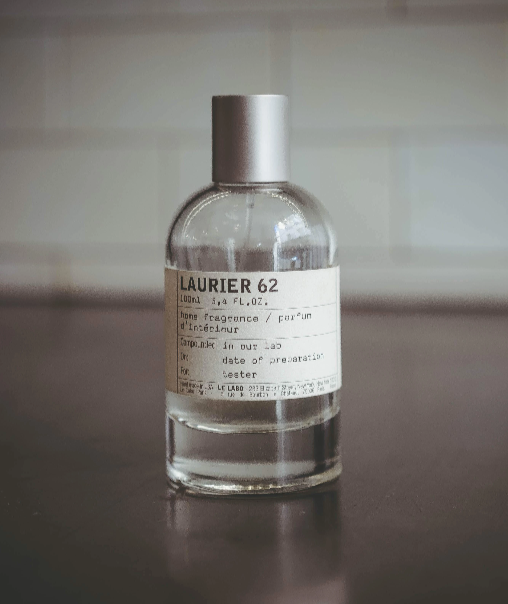 LAURIER 62
100ml 3,4 FL.OZ.
home fragrance / parfum
d'intérieur
Compounded in our lab
On: date of preparation
For: tester
LE LABO